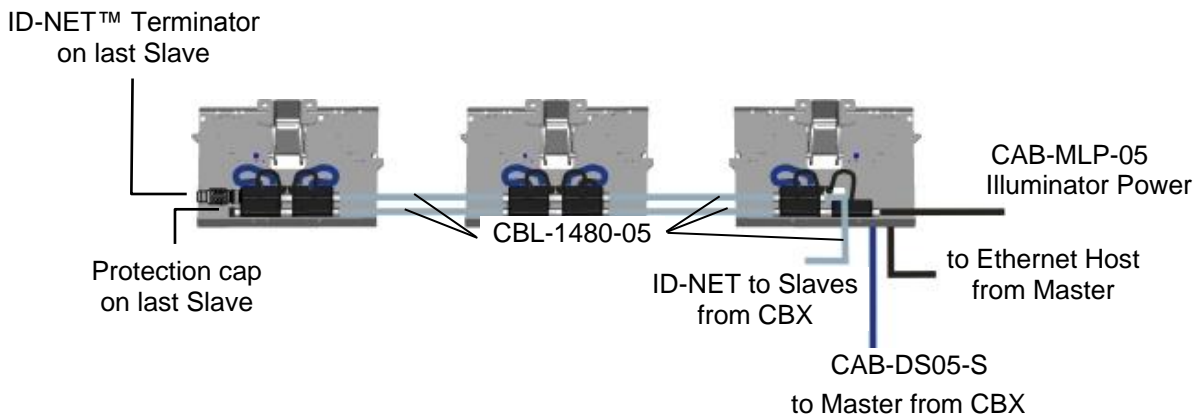 ID-NET™ Terminator
on last Slave
CAB-MLP-05
Illuminator Power
CBL-1480-05
Protection cap
on last Slave
ID-NET to Slaves
from CBX
to Ethernet Host
from Master
CAB-DS05-S
to Master from CBX